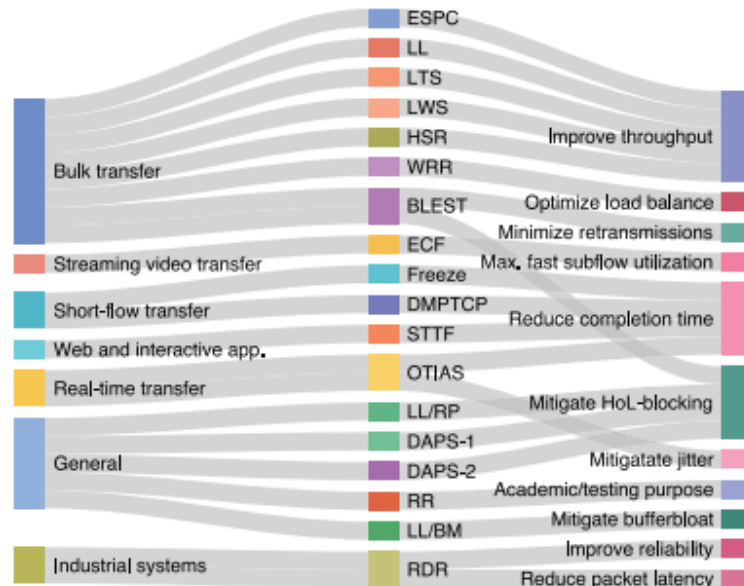 Bulk transfer
Streaming video transfer
Short-flow transfer
Web and interactive app.
Real-time transfer
General
Industrial systems
ESPC
LL
LTS
LWS
HSR
WRR
BLEST
ECF
Freeze
DMPTCP
STTF
OTIAS
LL/RP
DAPS-1
DAPS-2
RR
LL/BM
RDR
Improve throughput
Optimize load balance
Minimize retransmissions
Max. fast subflow utilization
Reduce completion time
Mitigate HoL-blocking
Mitigatate jitter
Academic/testing purpose
Mitigate bufferbloat
Improve reliability
Reduce packet latency